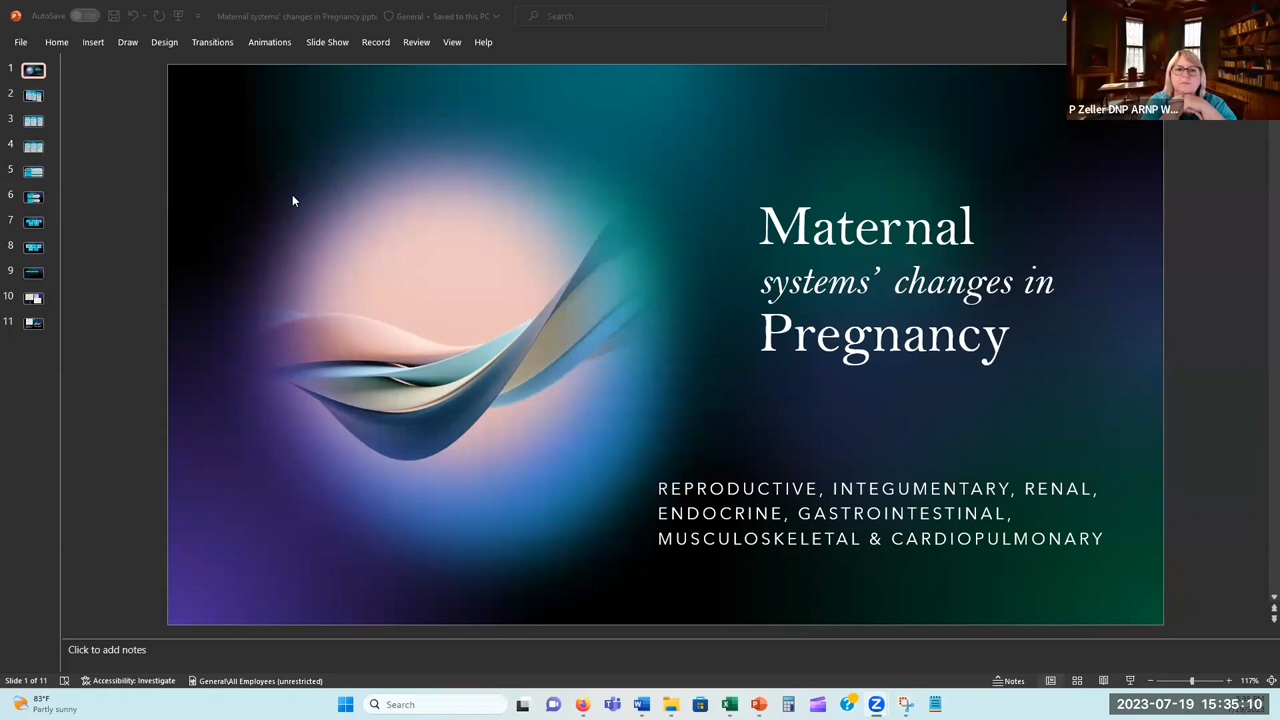 AutoSave
Off
Maternal systems' changes in Pregnancy.pptx
General • Saved to this PC
Search
File Home Insert Draw Design Transitions Animations Slide Show Record Review View Help
P Zeller DNP ARNP W...
1
2
3
4
5
6
7
8
9
10
11
Maternal
systems’ changes in
Pregnancy
REPRODUCTIVE, INTEGUMENTARY, RENAL,
ENDOCRINE, GASTROINTESTINAL,
MUSCULOSKELETAL & CARDIOPULMONARY
Click to add notes
Slide 1 of 11
Accessibility: Investigate
General\All Employees (unrestricted)
Notes
117%
83°F
Partly sunny
Search
2023-07-19 15:35:10